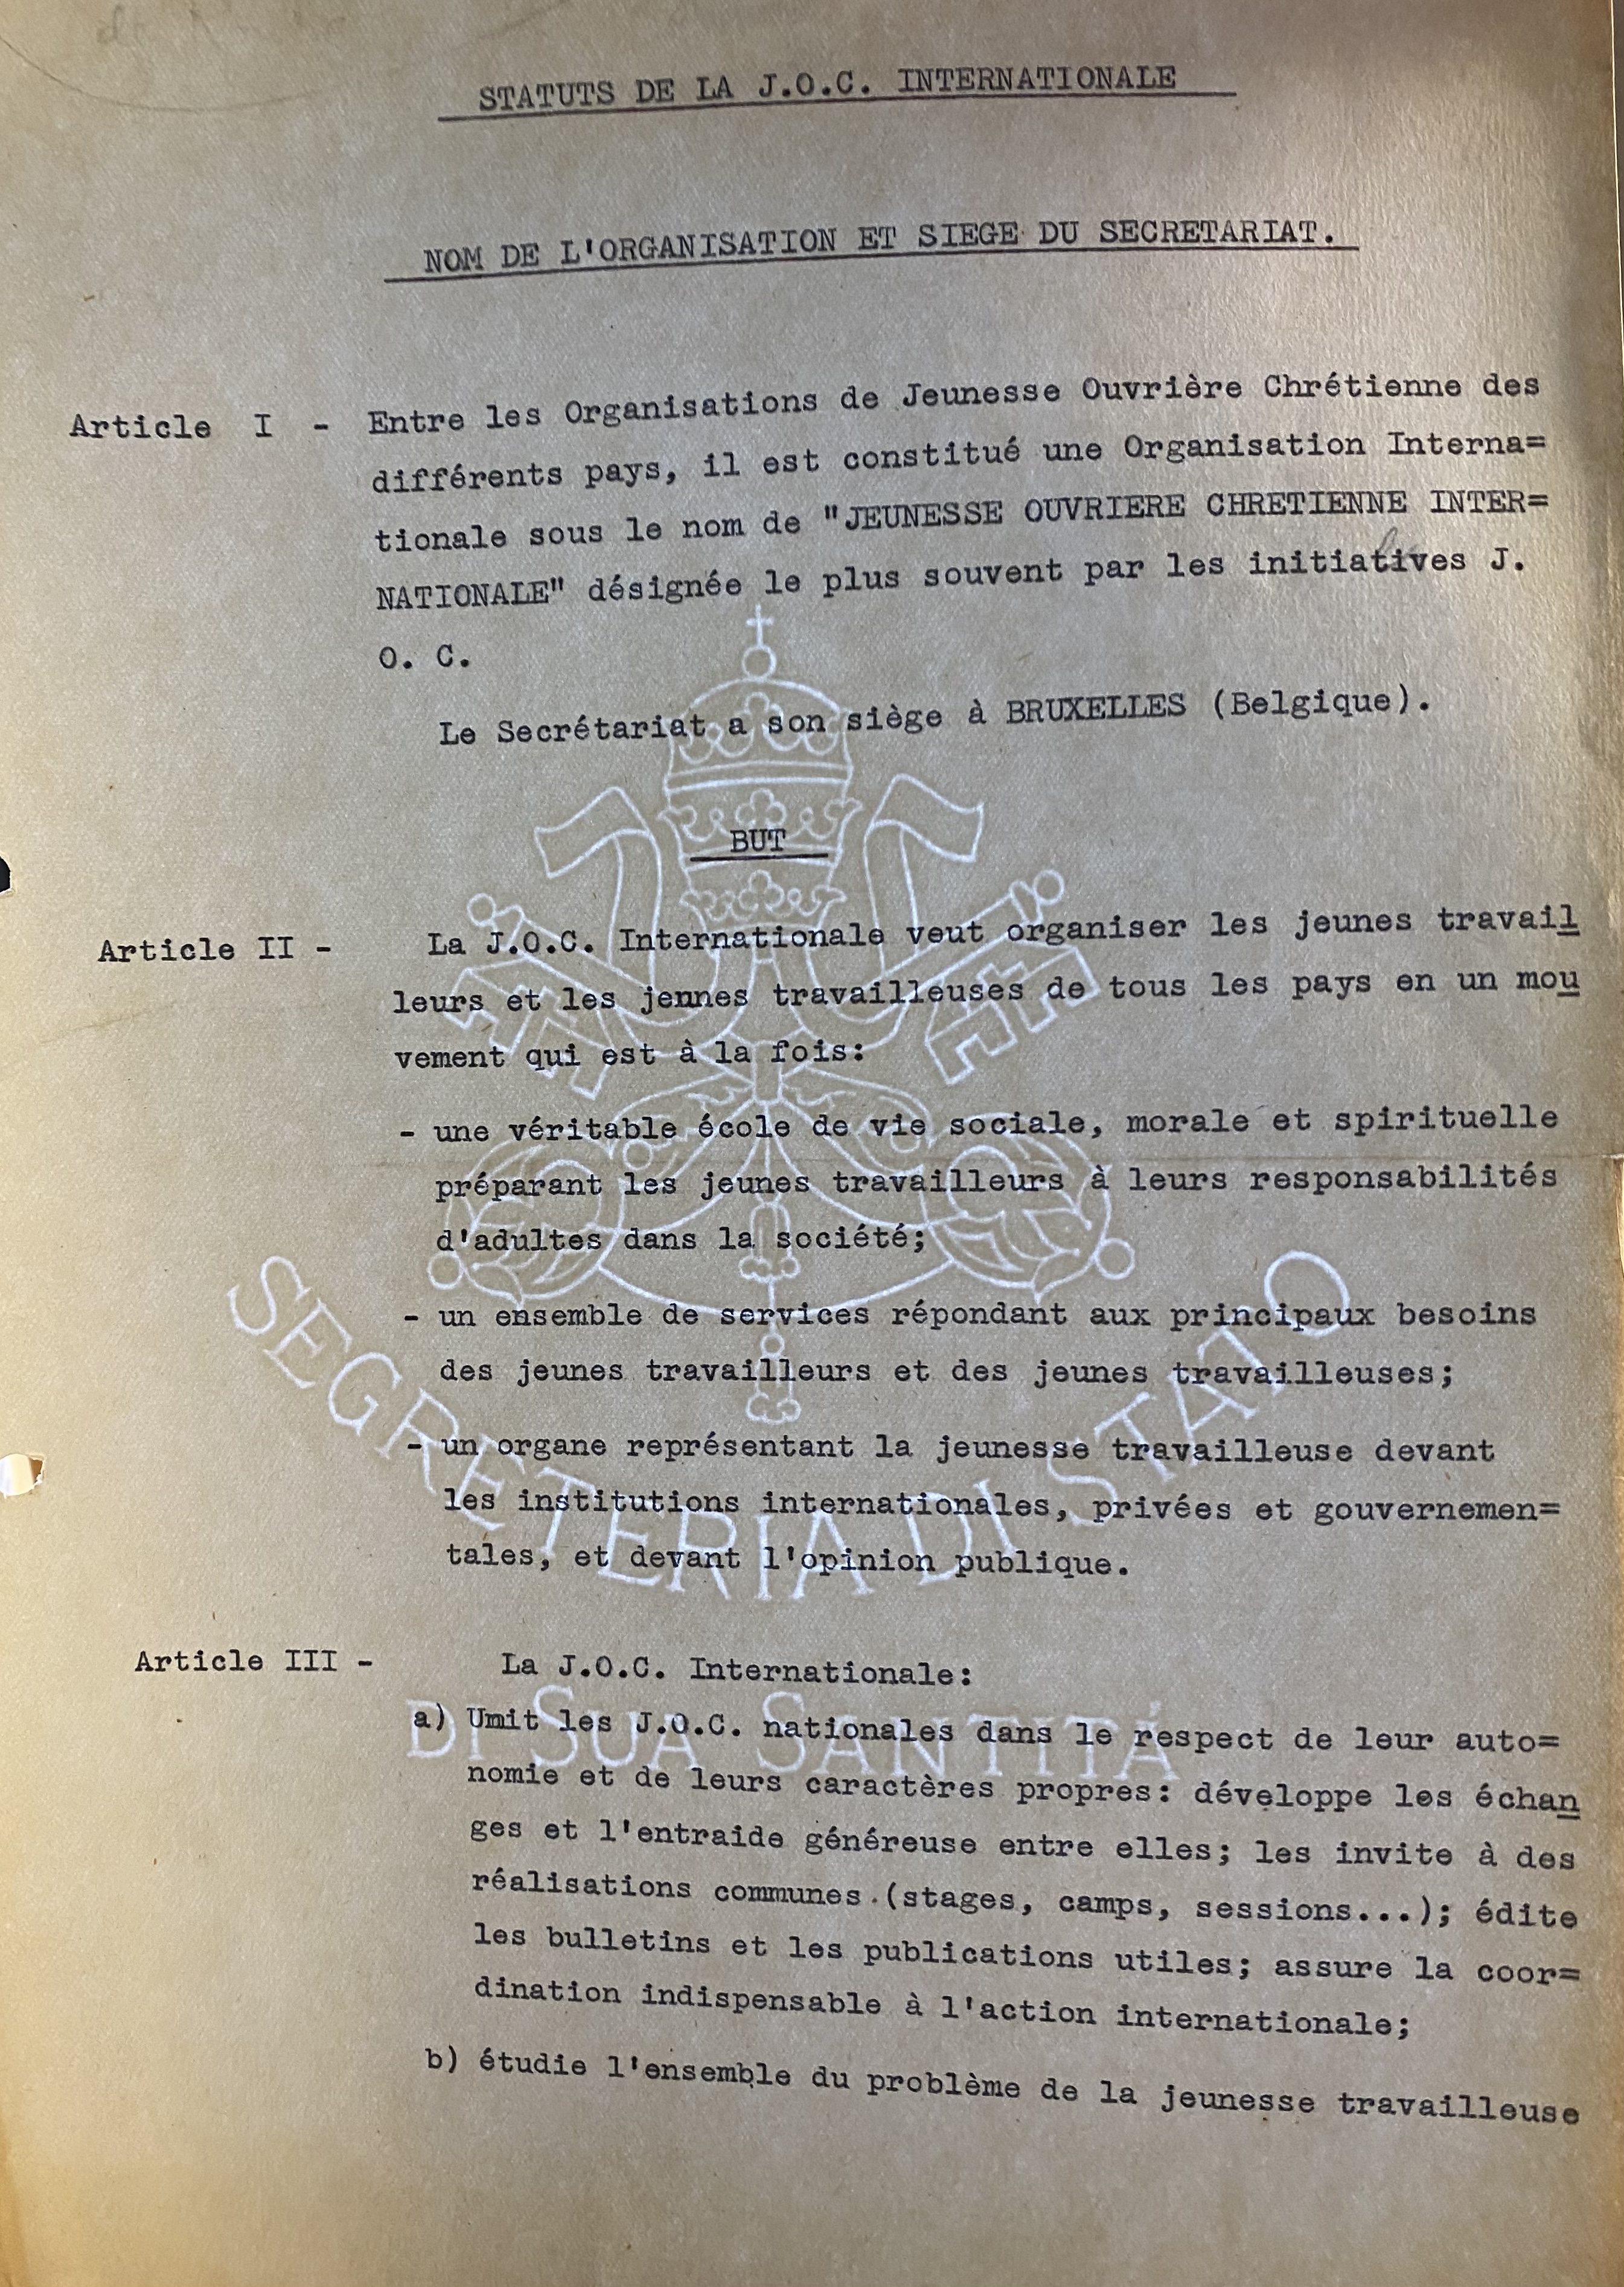 STATUTS DE LA J.O.C. INTERNATIONALE
NOM DE L'ORGANISATION ET SIEGE DU SECRETARIAT.
Article I - Entre les Organisations de Jeunesse Ouvrière Chrétienne des
différents pays, il est constitué une Organisation Interna=
tionale sous le nom de "JEUNESSE OUVRIERE CHRETIENNE INTER=
NATIONALE" désignée le plus souvent par les initiatives J.
O. C.
Le Secrétariat a son siège à BRUXELLES (Belgique).
BUT
Article II - La J.O.C. Internationale veut organiser les jeunes travail
leurs et les jennes travailleuses de tous les pays en un mou
vement qui est à la fois:
- une véritable école de vie sociale, morale et spirituelle
préparant les jeunes travailleurs à leurs responsabilités
d'adultes dans la société;
- un ensemble de services répondant aux principaux besoins
des jeunes travailleurs et des jeunes travailleuses;
- un organe représentant la jeunesse travailleuse devant
les institutions internationales, privées et gouvernemen=
tales, et devant l'opinion publique.
SEGRETERIA DI STATO
Article III - La J.O.C. Internationale:
DI SUA SANTITÀ
a) Umit les J.O.C. nationales dans le respect de leur auto=
nomie et de leurs caractères propres: développe les échan
ges et l'entraide généreuse entre elles; les invite à des
réalisations communes (stages, camps, sessions...); édite
les bulletins et les publications utiles; assure la coor=
dination indispensable à l'action internationale;
b) étudie l'ensemble du problème de la jeunesse travailleuse